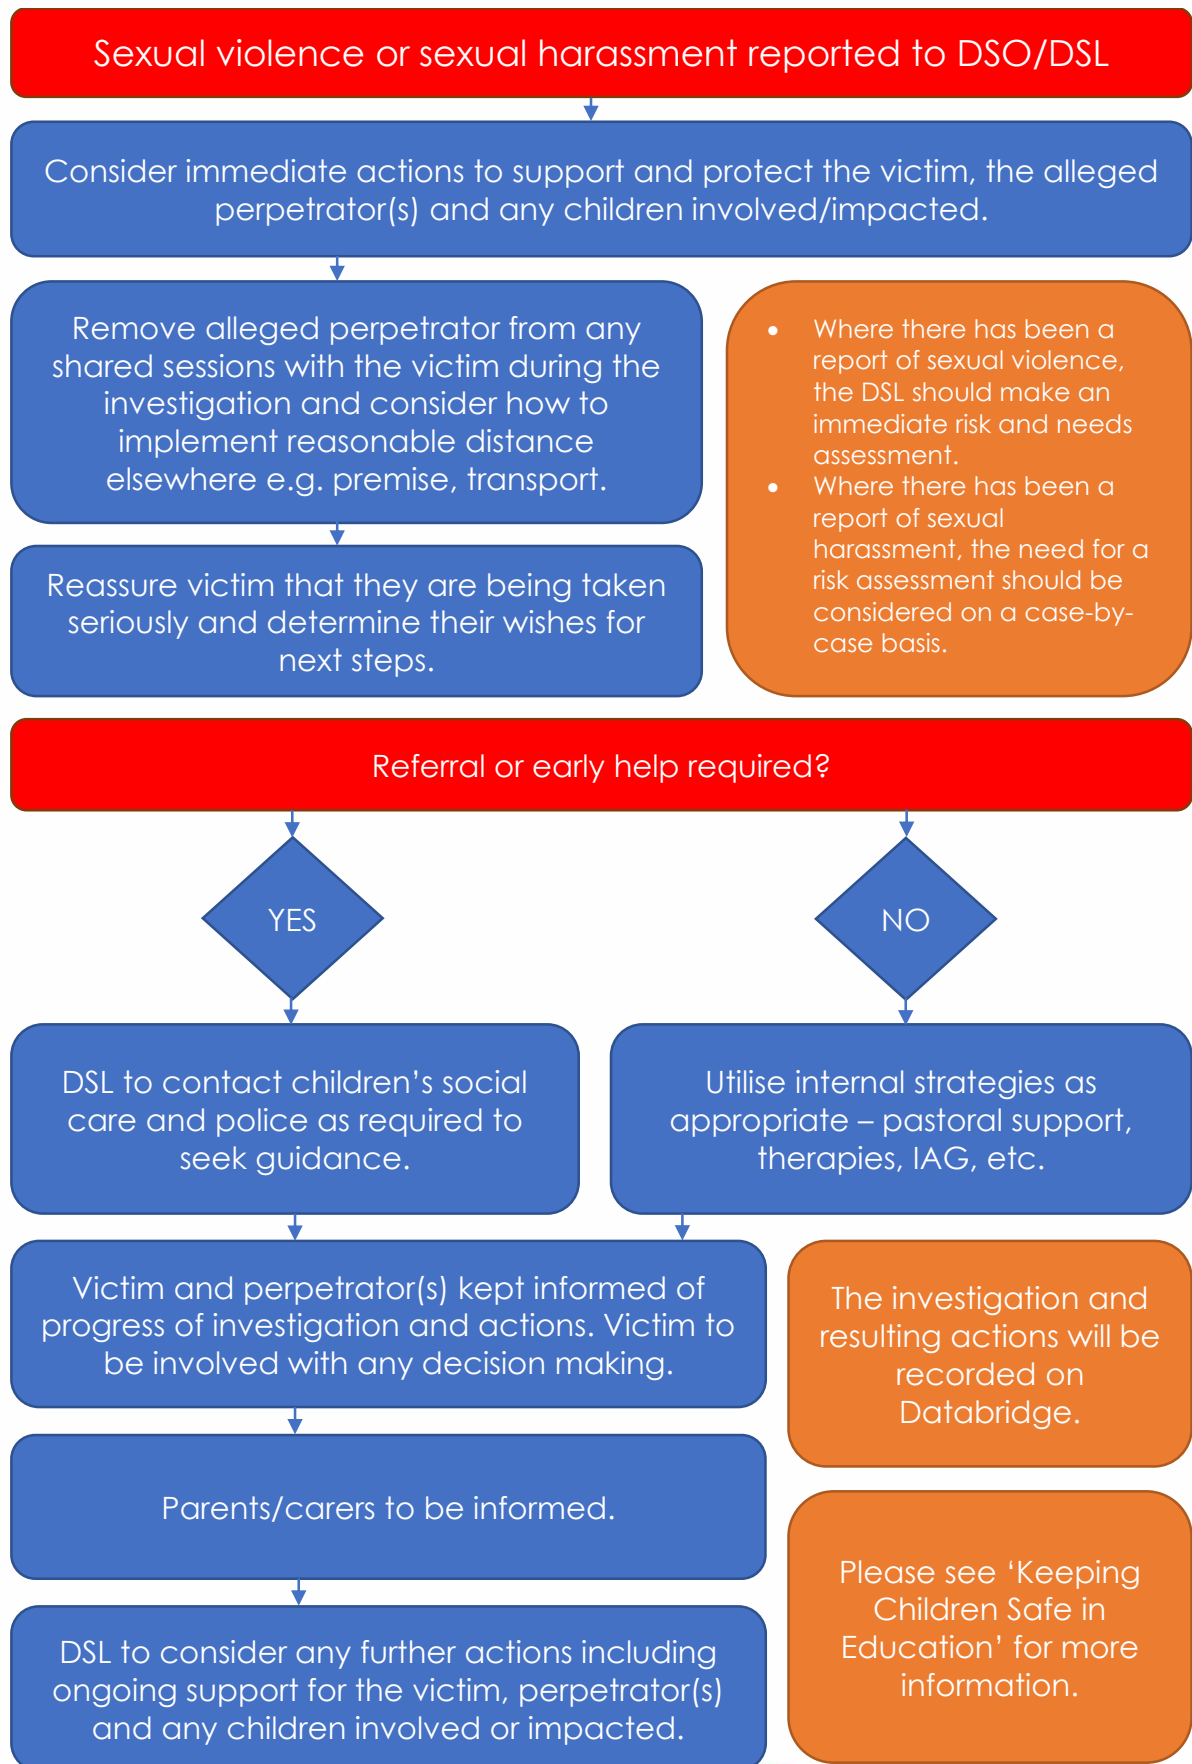 Sexual violence or sexual harassment reported to DSO/DSL
Consider immediate actions to support and protect the victim, the alleged
perpetrator(s) and any children involved/impacted.
Remove alleged perpetrator from any
shared sessions with the victim during the
investigation and consider how to
implement reasonable distance
elsewhere e.g. premise, transport.
• Where there has been a
report of sexual violence,
the DSL should make an
immediate risk and needs
assessment.
• Where there has been a
report of sexual
harassment, the need for a
risk assessment should be
considered on a case-by-
case basis.
Reassure victim that they are being taken
seriously and determine their wishes for
next steps.
Referral or early help required?
YES
NO
DSL to contact children’s social
care and police as required to
seek guidance.
Utilise internal strategies as
appropriate – pastoral support,
therapies, IAG, etc.
Victim and perpetrator(s) kept informed of
progress of investigation and actions. Victim to
be involved with any decision making.
The investigation and
resulting actions will be
recorded on
Databridge.
Parents/carers to be informed.
Please see ‘Keeping
Children Safe in
Education’ for more
information.
DSL to consider any further actions including
ongoing support for the victim, perpetrator(s)
and any children involved or impacted.